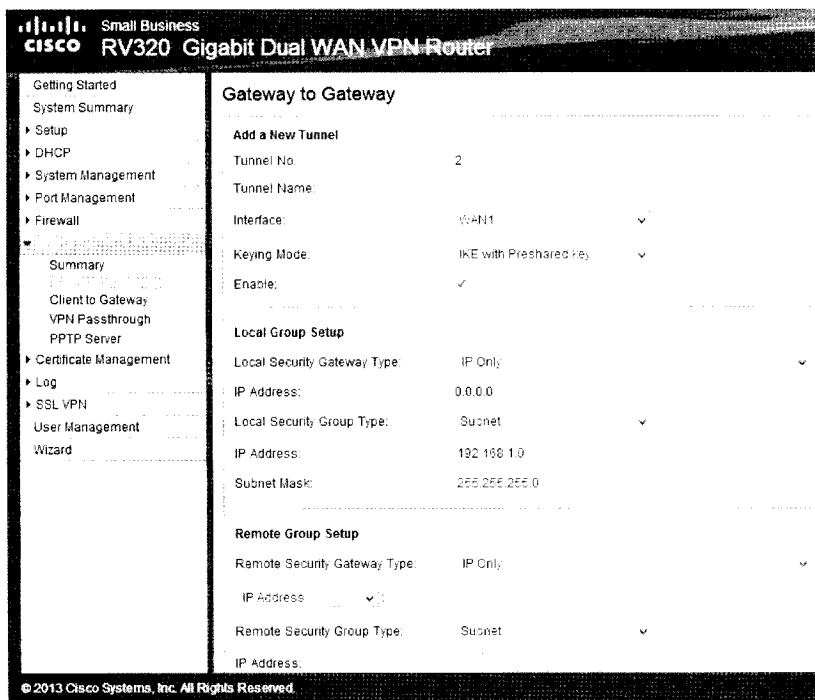 Small Business
CISCO RV320 Gigabit Dual WAN VPN Router
Getting Started
System Summary
Setup
DHCP
System Management
Port Management
Firewall
Summary
Client to Gateway
VPN Passthrough
PPTP Server
Certificate Management
Log
SSL VPN
User Management
Wizard
Gateway to Gateway
Add a New Tunnel
Tunnel No. 2
Tunnel Name:
Interface: WAN1
Keying Mode: IKE with Preshared key
Enable:
Local Group Setup
Local Security Gateway Type: IP Only
IP Address: 0.0.0.0
Local Security Group Type: Subnet
IP Address: 192.168.1.0
Subnet Mask: 255.255.255.0
Remote Group Setup
Remote Security Gateway Type: IP Only
IP Address :
Remote Security Group Type: Subnet
IP Address:
© 2013 Cisco Systems, Inc. All Rights Reserved.